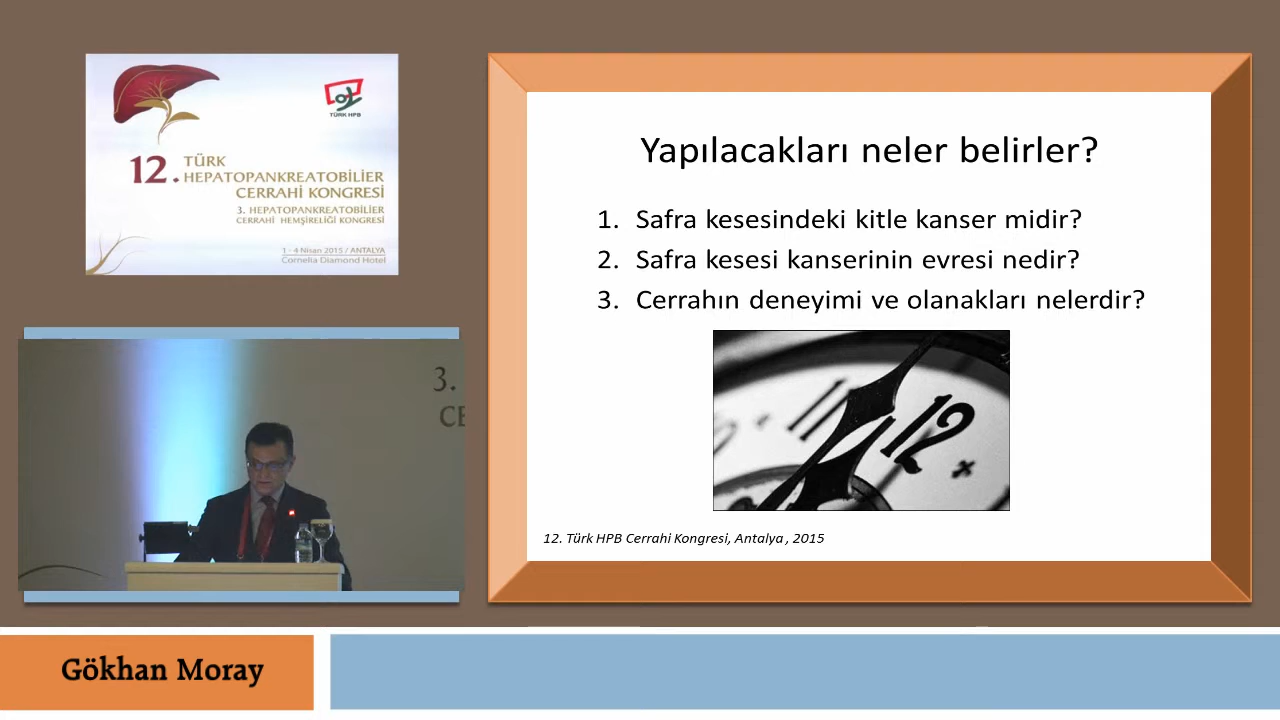 TÜRK HPB
12. TÜRK
HEPATOPANKREATOBİLİER
CERRAHİ KONGRESİ
3. HEPATOPANKREATOBİLİER
CERRAHİ HEMŞİRELİĞİ KONGRESİ
1 - 4 Nisan 2015 / ANTALYA
Cornelia Diamond Hotel
Yapılacakları neler belirler?
1. Safra kesesindeki kitle kanser midir?
2. Safra kesesi kanserinin evresi nedir?
3. Cerrahın deneyimi ve olanakları nelerdir?
11 12
12. Türk HPB Cerrahi Kongresi, Antalya , 2015
3.
CE
Gökhan Moray